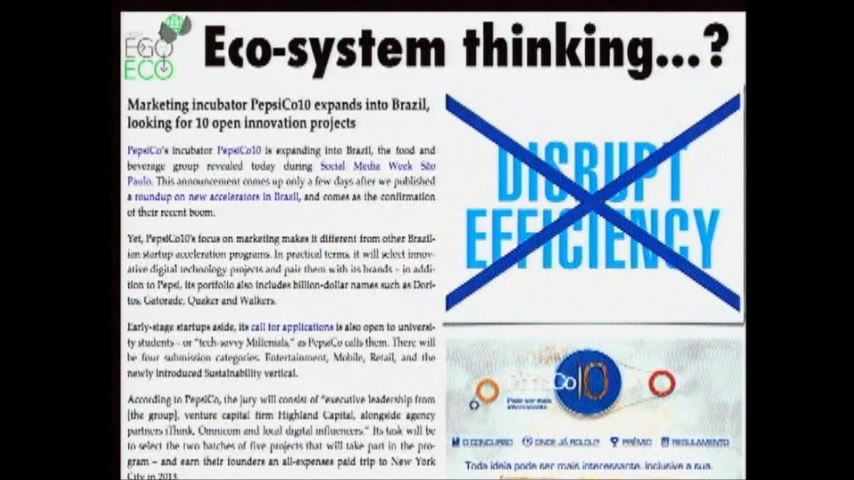 EGO
ECO
Eco-system thinking...?
Marketing incubator PepsiCo10 expands into Brazil,
looking for 10 open innovation projects
PepsiCo's incubator PepsiCo10 is expanding into Brazil, the food and
beverage group revealed today during Social Media Week São
Paulo. This announcement comes up only a few days after we published
a roundup on new accelerators in Brazil, and comes as the confirmation
of their recent boom.
Yet, PepsiCo10's focus on marketing makes it different from other Brazil-
ian startup acceleration programs. In practical terms, it will select innov-
ative digital technology projects and pair them with its brands – in addi-
tion to Pepsi, its portfolio also includes billion-dollar names such as Dori-
tos, Gatorade, Quaker and Walkers.
Early-stage startups aside, its call for applications is also open to universi-
ty students – or "tech-savvy Millenials," as PepsiCo calls them. There will
be four submission categories: Entertainment, Mobile, Retail, and the
newly introduced Sustainability vertical.
According to PepsiCo, the jury will consist of "executive leadership from
[the group], venture capital firm Highland Capital, alongside agency
partners iThink, Omnicom and local digital influencers." Its task will be
to select the two batches of five projects that will take part in the pro-
gram – and earn their founders an all-expenses paid trip to New York
City in 2013.
DISRUPT
EFFICIENCY
PepsiCo10
Pode ser mais
interessante.
O CONCURSO ONDE JÁ ROLOU? PRÊMIO REGULAMENTO
Toda ideia pode ser mais interessante, inclusive a sua.